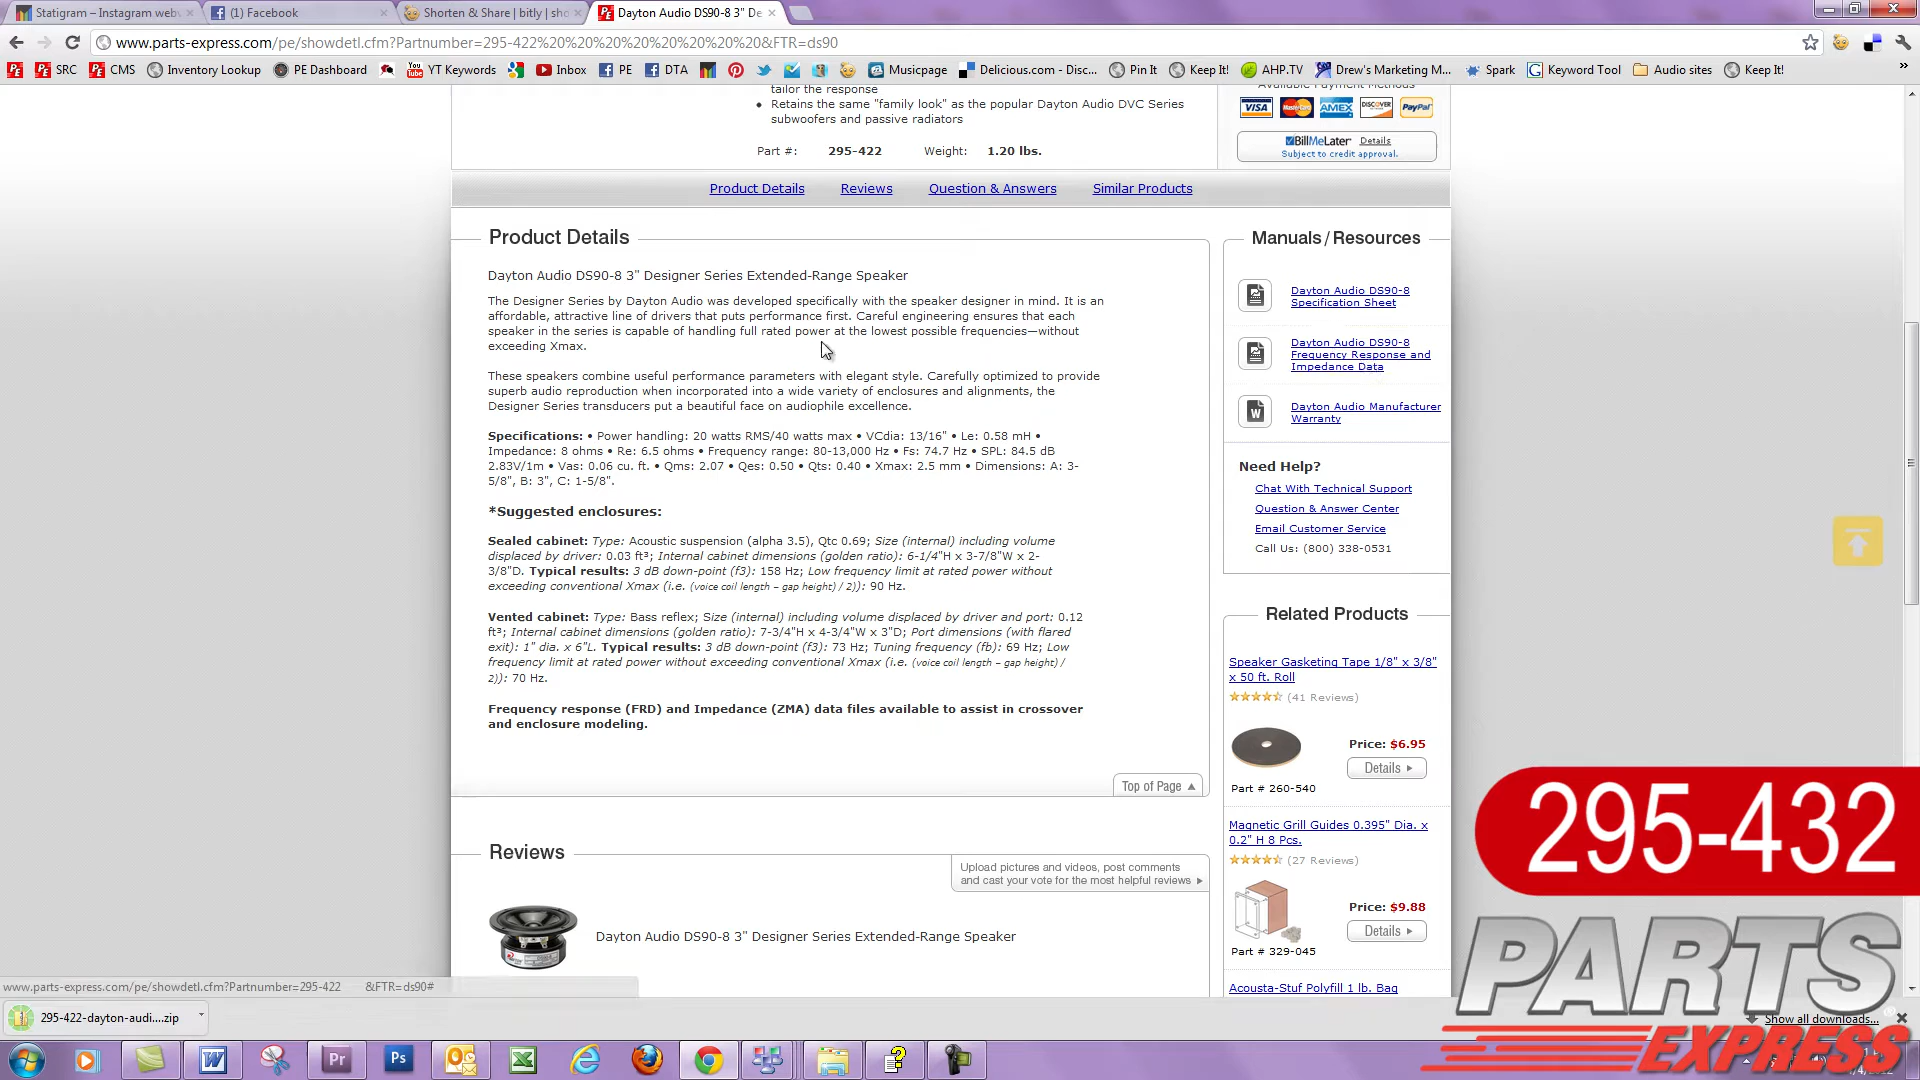 Statigram – Instagram webv
(1) Facebook
Shorten & Share | bitly | sho
Dayton Audio DS90-8 3" De
www.parts-express.com/pe/showdetl.cfm?Partnumber=295-422%20%20%20%20%20%20%20%20&FTR=ds90
SRC CMS Inventory Lookup PE Dashboard YT Keywords Inbox PE DTA Musicpage Delicious.com - Disc... Pin It Keep It! AHP.TV Drew's Marketing M... Spark Keyword Tool Audio sites Keep It! »
tailor the response
• Retains the same "family look" as the popular Dayton Audio DVC Series
subwoofers and passive radiators
Part #: 295-422 Weight: 1.20 lbs.
Available Payment Methods
VISA MasterCard AMEX DISCOVER PayPal
BillMeLater Details
Subject to credit approval.
Product Details Reviews Question & Answers Similar Products
Product Details
Dayton Audio DS90-8 3" Designer Series Extended-Range Speaker
The Designer Series by Dayton Audio was developed specifically with the speaker designer in mind. It is an
affordable, attractive line of drivers that puts performance first. Careful engineering ensures that each
speaker in the series is capable of handling full rated power at the lowest possible frequencies—without
exceeding Xmax.
These speakers combine useful performance parameters with elegant style. Carefully optimized to provide
superb audio reproduction when incorporated into a wide variety of enclosures and alignments, the
Designer Series transducers put a beautiful face on audiophile excellence.
Specifications: • Power handling: 20 watts RMS/40 watts max • VCdia: 13/16" • Le: 0.58 mH •
Impedance: 8 ohms • Re: 6.5 ohms • Frequency range: 80-13,000 Hz • Fs: 74.7 Hz • SPL: 84.5 dB
2.83V/1m • Vas: 0.06 cu. ft. • Qms: 2.07 • Qes: 0.50 • Qts: 0.40 • Xmax: 2.5 mm • Dimensions: A: 3-
5/8", B: 3", C: 1-5/8".
*Suggested enclosures:
Sealed cabinet: Type: Acoustic suspension (alpha 3.5), Qtc 0.69; Size (internal) including volume
displaced by driver: 0.03 ft³; Internal cabinet dimensions (golden ratio): 6-1/4"H x 3-7/8"W x 2-
3/8"D. Typical results: 3 dB down-point (f3): 158 Hz; Low frequency limit at rated power without
exceeding conventional Xmax (i.e. (voice coil length – gap height) / 2)): 90 Hz.
Vented cabinet: Type: Bass reflex; Size (internal) including volume displaced by driver and port: 0.12
ft³; Internal cabinet dimensions (golden ratio): 7-3/4"H x 4-3/4"W x 3"D; Port dimensions (with flared
exit): 1" dia. x 6"L. Typical results: 3 dB down-point (f3): 73 Hz; Tuning frequency (fb): 69 Hz; Low
frequency limit at rated power without exceeding conventional Xmax (i.e. (voice coil length – gap height) /
2)): 70 Hz.
Frequency response (FRD) and Impedance (ZMA) data files available to assist in crossover
and enclosure modeling.
Top of Page
Manuals/Resources
Dayton Audio DS90-8
Specification Sheet
Dayton Audio DS90-8
Frequency Response and
Impedance Data
W
Dayton Audio Manufacturer
Warranty
Need Help?
Chat With Technical Support
Question & Answer Center
Email Customer Service
Call Us: (800) 338-0531
Related Products
Speaker Gasketing Tape 1/8" x 3/8"
x 50 ft. Roll
(41 Reviews)
Price: $6.95
Details
Part # 260-540
Magnetic Grill Guides 0.395" Dia. x
0.2" H 8 Pcs.
(27 Reviews)
Price: $9.88
Details
Part # 329-045
Acousta-Stuf Polyfill 1 lb. Bag
Reviews
Upload pictures and videos, post comments
and cast your vote for the most helpful reviews
Dayton Audio DS90-8 3" Designer Series Extended-Range Speaker
www.parts-express.com/pe/showdetl.cfm?Partnumber=295-422 &FTR=ds90#
295-422-dayton-audi....zip
Show all downloads...
295-432
PARTS
EXPRESS
W
Pr
Ps